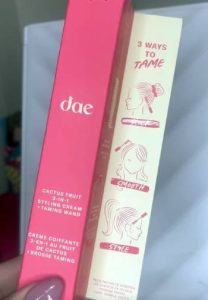 dae
CACTUS FRUIT
3-IN-1
STYLING CREAM
+ TAMING WAND
CRÈME COIFFANTE
3-EN-1 AU FRUIT
DE CACTUS
+ BROSSE TAMING
3 WAYS
TO
TAME
SMOOTH
STYLE